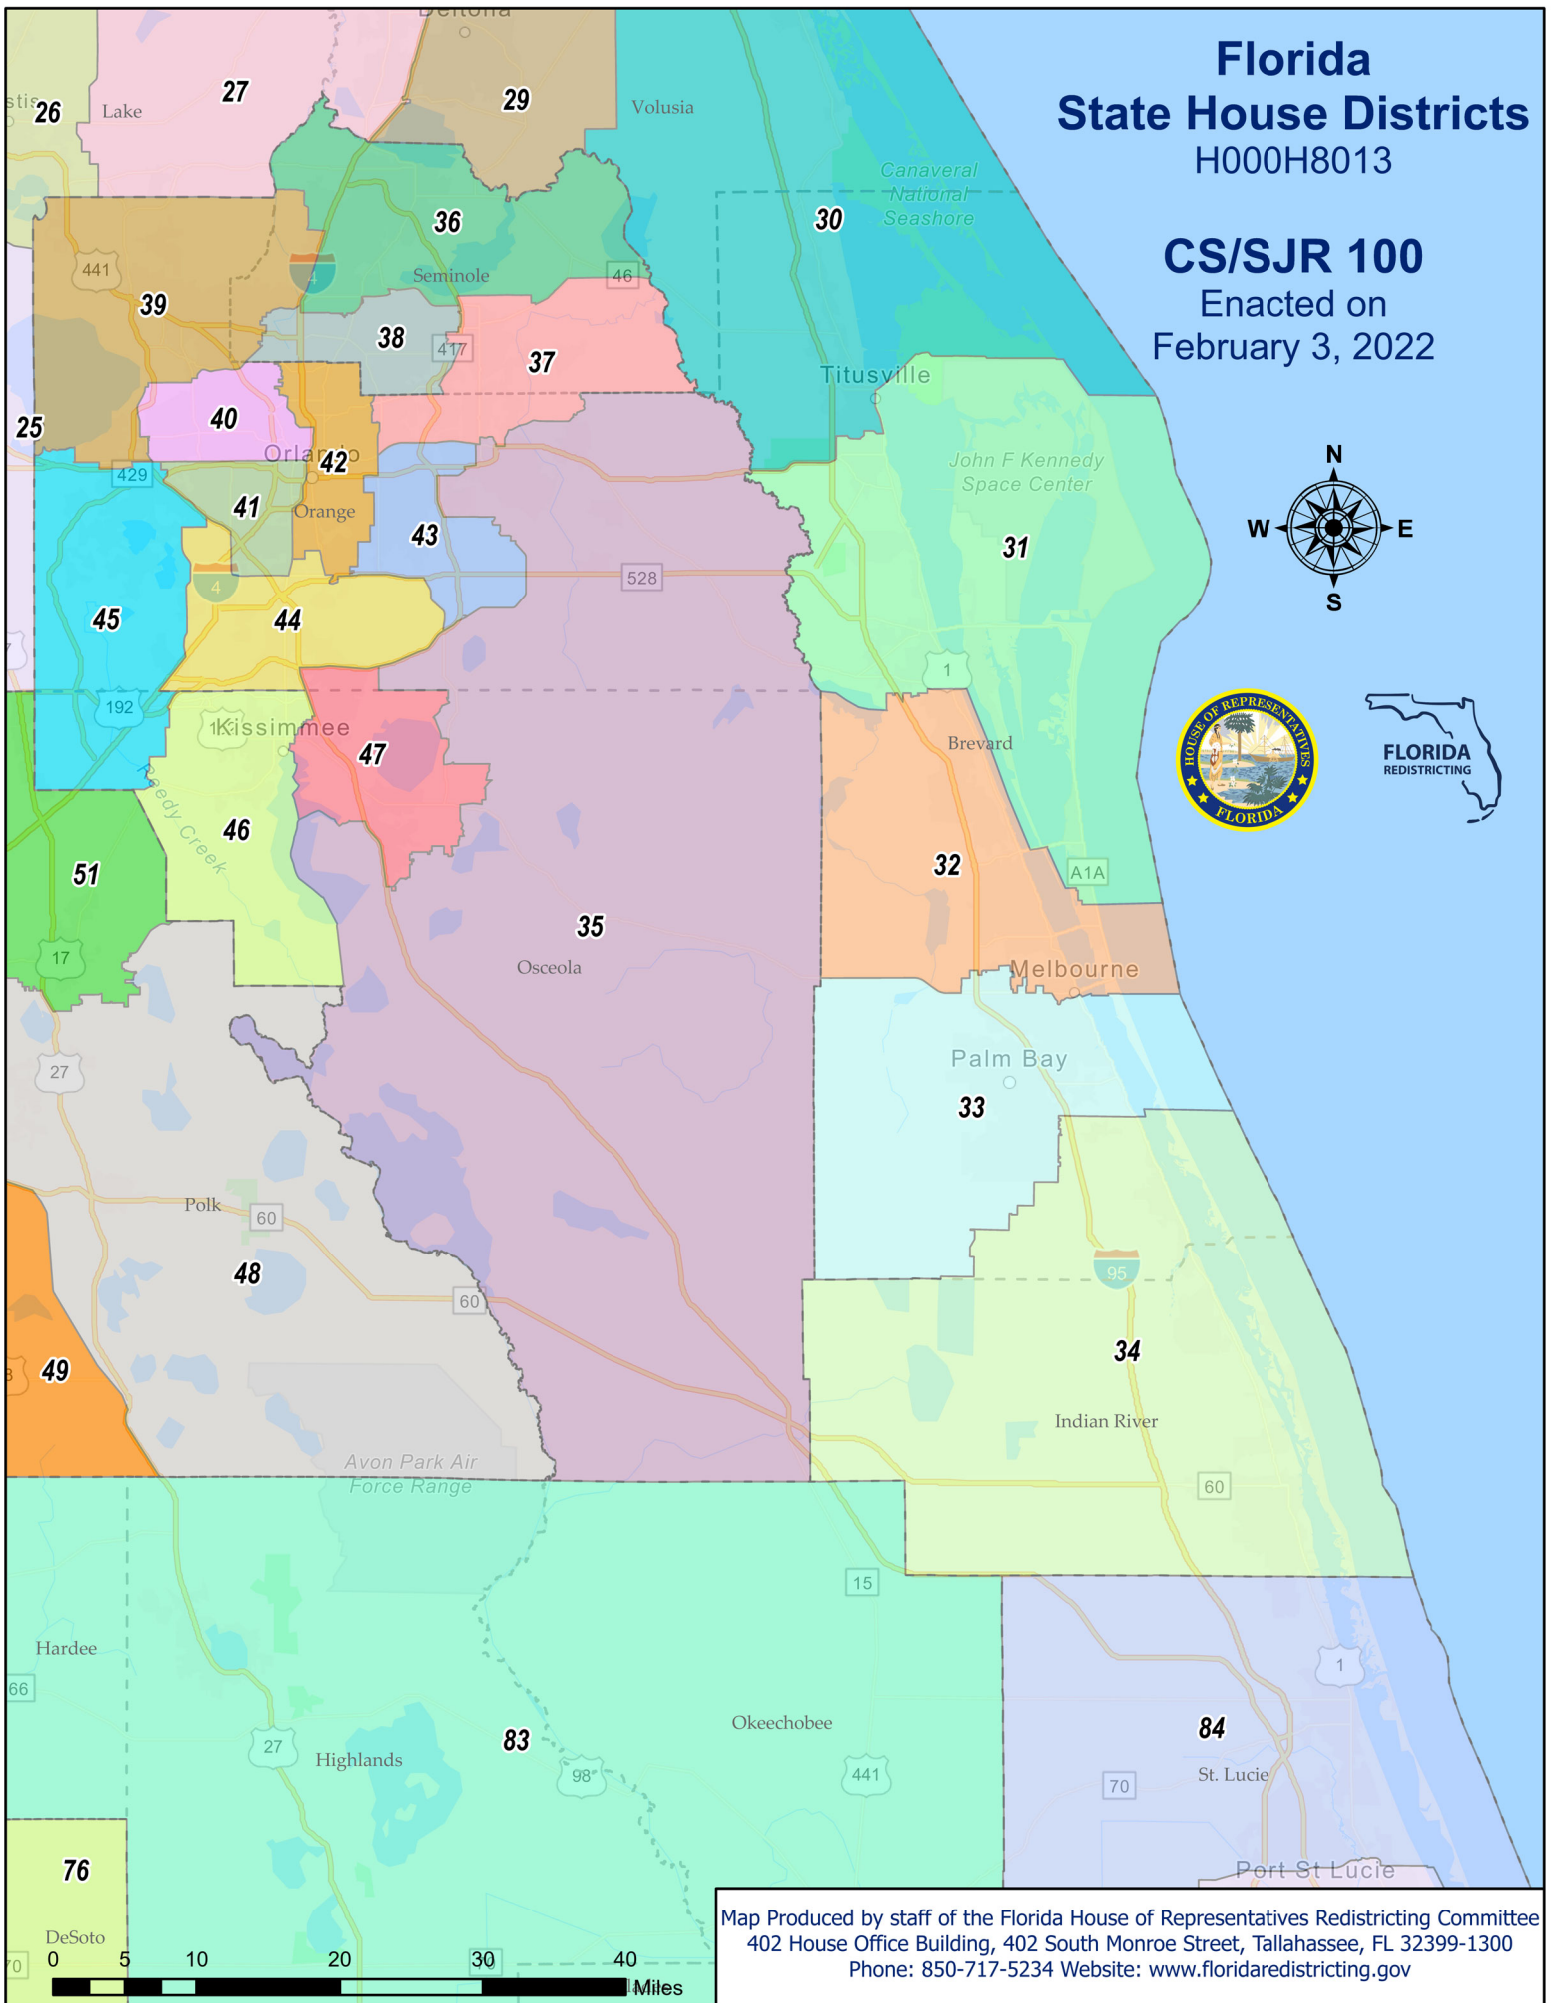 Florida
State House Districts
H000H8013
CS/SJR 100
Enacted on
February 3, 2022
N
W E
S
HOUSE OF REPRESENTATIVES
FLORIDA
FLORIDA
REDISTRICTING
Deltona
27
29
26
Lake
Volusia
Canaveral
National
Seashore
30
36
Seminole
46
441
4
39
38
417
37
Titusville
25
40
Orlando
42
429
41
Orange
43
John F Kennedy
Space Center
31
528
4
45
44
1
192
Kissimmee
47
Brevard
Reedy Creek
46
32
A1A
51
35
17
Osceola
Melbourne
27
Palm Bay
33
Polk
60
48
60
95
49
34
Indian River
Avon Park Air
Force Range
60
15
Hardee
66
1
Okeechobee
84
83
27
Highlands
98
441
St. Lucie
70
76
Port St Lucie
DeSoto
70
0 5 10 20 30 40
Miles
Map Produced by staff of the Florida House of Representatives Redistricting Committee
402 House Office Building, 402 South Monroe Street, Tallahassee, FL 32399-1300
Phone: 850-717-5234 Website: www.floridaredistricting.gov